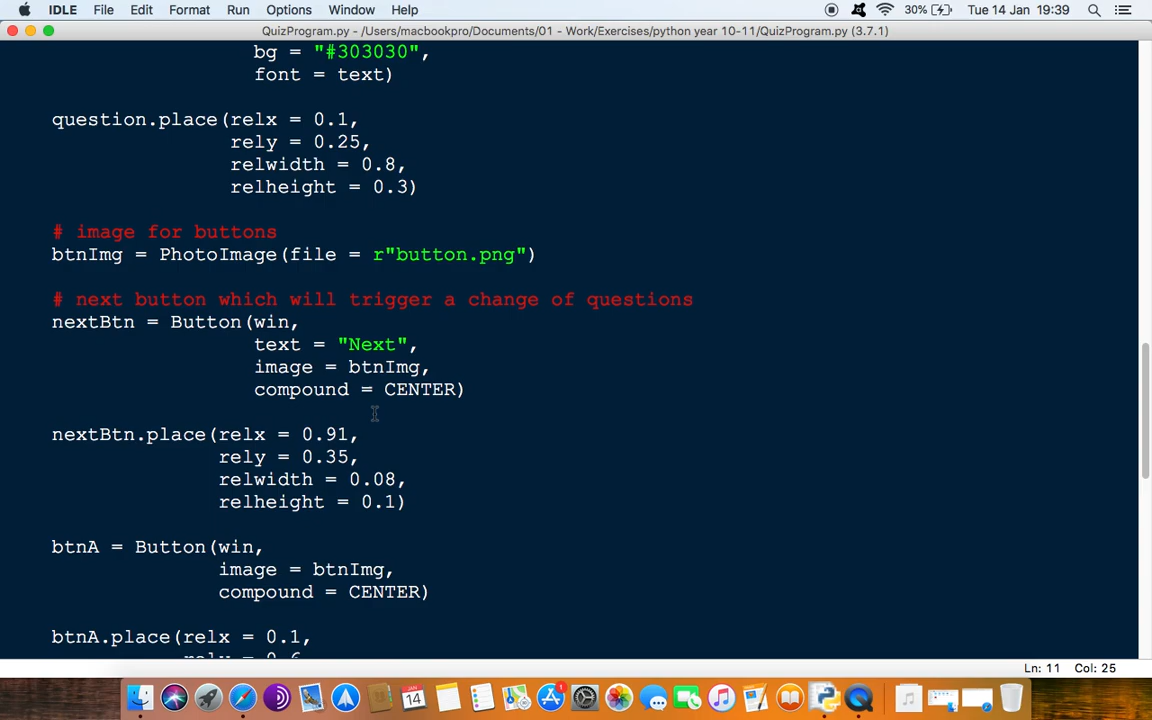 IDLE File Edit Format Run Options Window Help 30% Tue 14 Jan 19:39
QuizProgram.py - /Users/macbookpro/Documents/01 - Work/Exercises/python year 10-11/QuizProgram.py (3.7.1)
bg = "#303030",
font = text)
question.place(relx = 0.1,
rely = 0.25,
relwidth = 0.8,
relheight = 0.3)
# image for buttons
btnImg = PhotoImage(file = r"button.png")
# next button which will trigger a change of questions
nextBtn = Button(win,
text = "Next",
image = btnImg,
compound = CENTER)
nextBtn.place(relx = 0.91,
rely = 0.35,
relwidth = 0.08,
relheight = 0.1)
btnA = Button(win,
image = btnImg,
compound = CENTER)
btnA.place(relx = 0.1,
Ln: 11 Col: 25